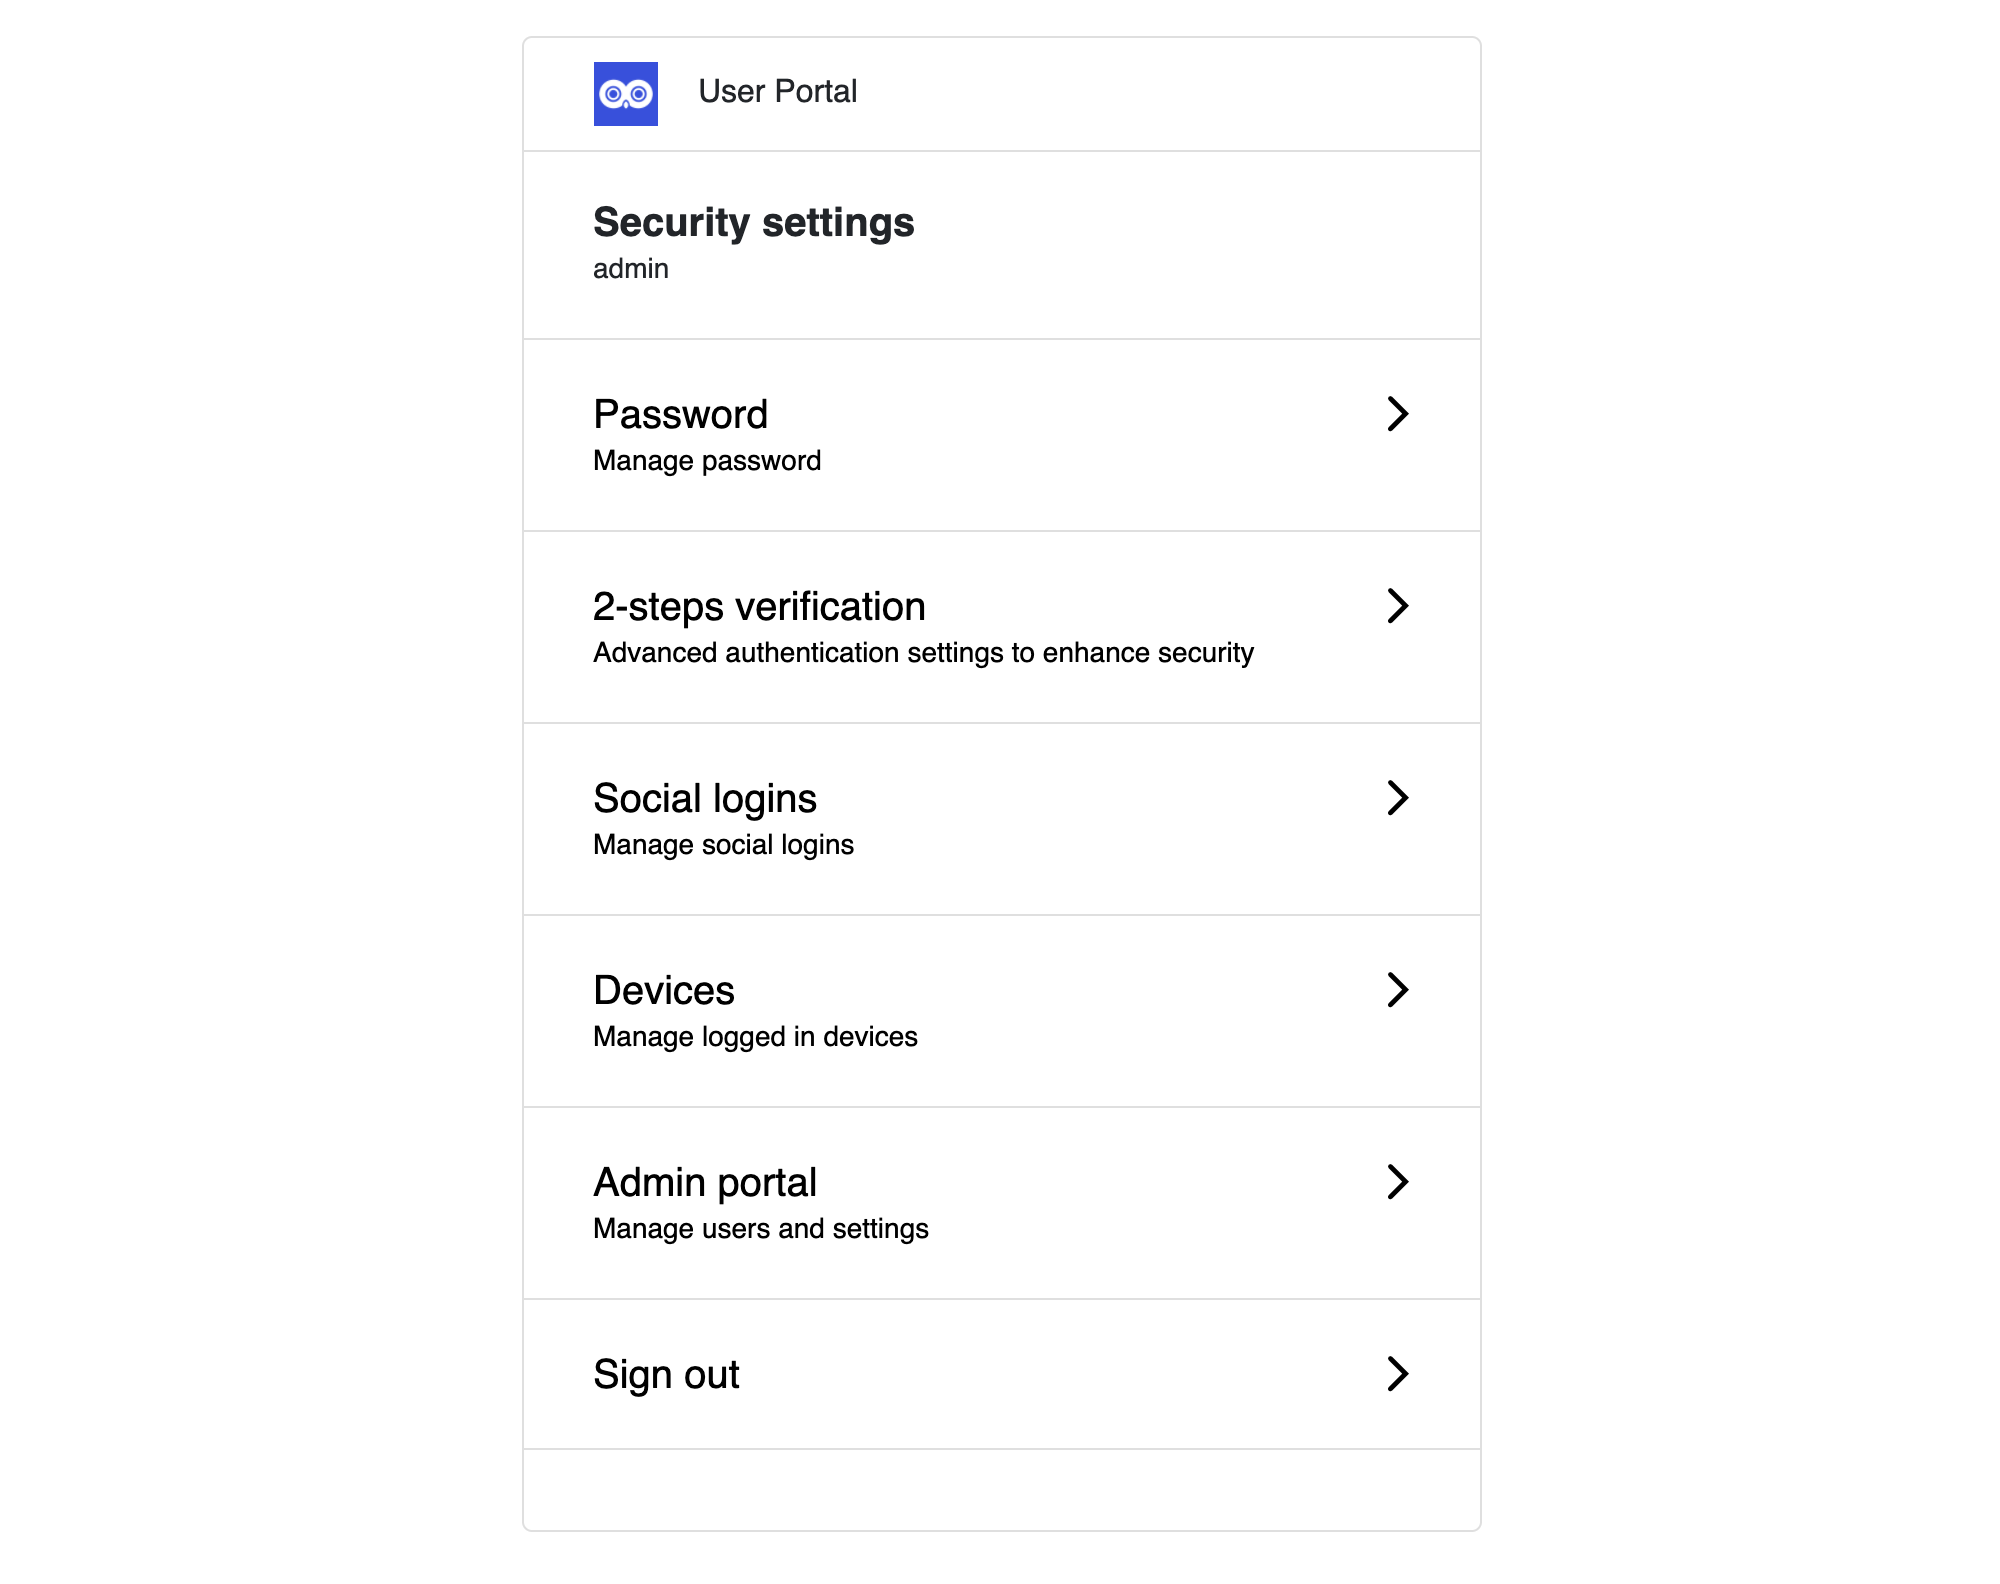 User Portal
Security settings
admin
Password
Manage password
2-steps verification
Advanced authentication settings to enhance security
Social logins
Manage social logins
Devices
Manage logged in devices
Admin portal
Manage users and settings
Sign out